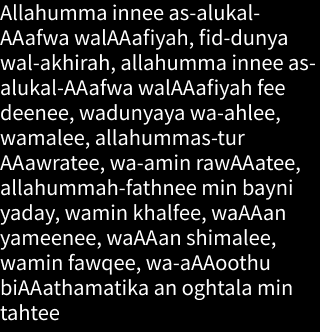 Allahumma innee as-alukal-
AAafwa walAAafiyah, fid-dunya
wal-akhirah, allahumma innee as-
alukal-AAafwa walAAafiyah fee
deenee, wadunyaya wa-ahlee,
wamalee, allahummas-tur
AAawratee, wa-amin rawAAatee,
allahummah-fathnee min bayni
yaday, wamin khalfee, waAAan
yameenee, waAAan shimalee,
wamin fawqee, wa-aAAoothu
biAAathamatika an oghtala min
tahtee